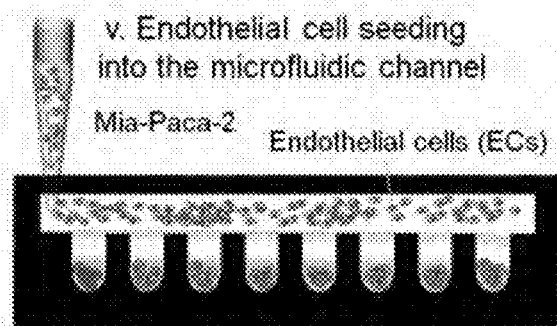 v. Endothelial cell seeding
into the microfluidic channel
Mia-Paca-2
Endothelial cells (ECs)